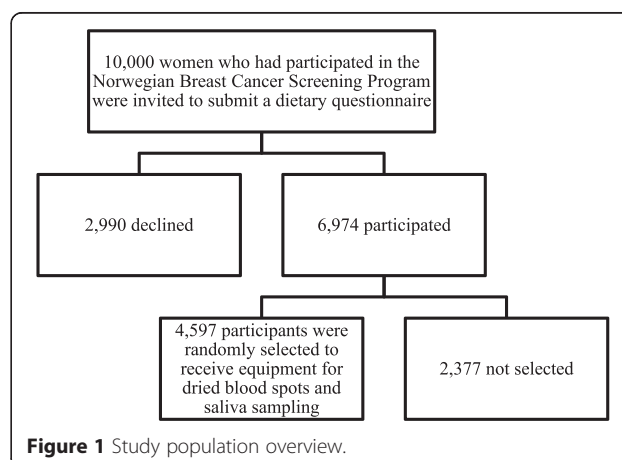 10,000 women who had participated in the
Norwegian Breast Cancer Screening Program
were invited to submit a dietary questionnaire
2,990 declined
6,974 participated
4,597 participants were
randomly selected to
receive equipment for
dried blood spots and
saliva sampling
2,377 not selected
Figure 1 Study population overview.